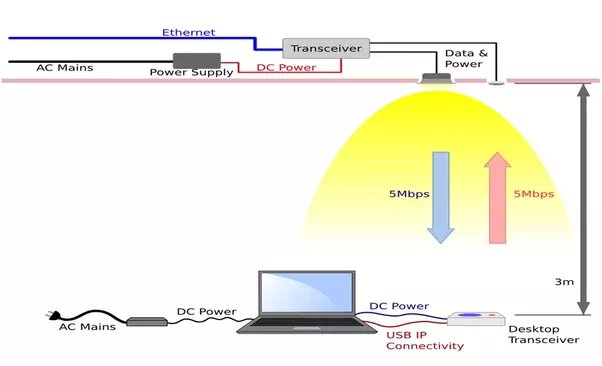 Ethernet
Transceiver
Data &
Power
AC Mains
Power Supply
DC Power
5Mbps
5Mbps
3m
DC Power
DC Power
AC Mains
USB IP
Connectivity
Desktop
Transceiver